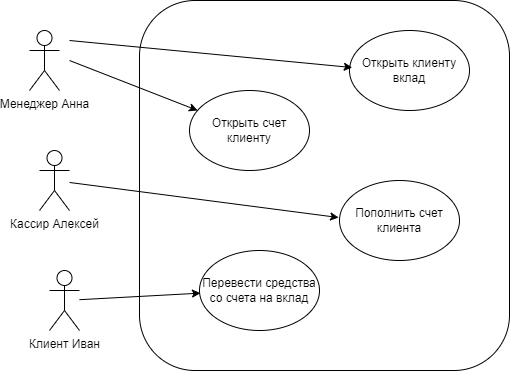 Менеджер Анна
Открыть клиенту
вклад
Открыть счет
клиенту
Кассир Алексей
Пополнить счет
клиента
Перевести средства
со счета на вклад
Клиент Иван